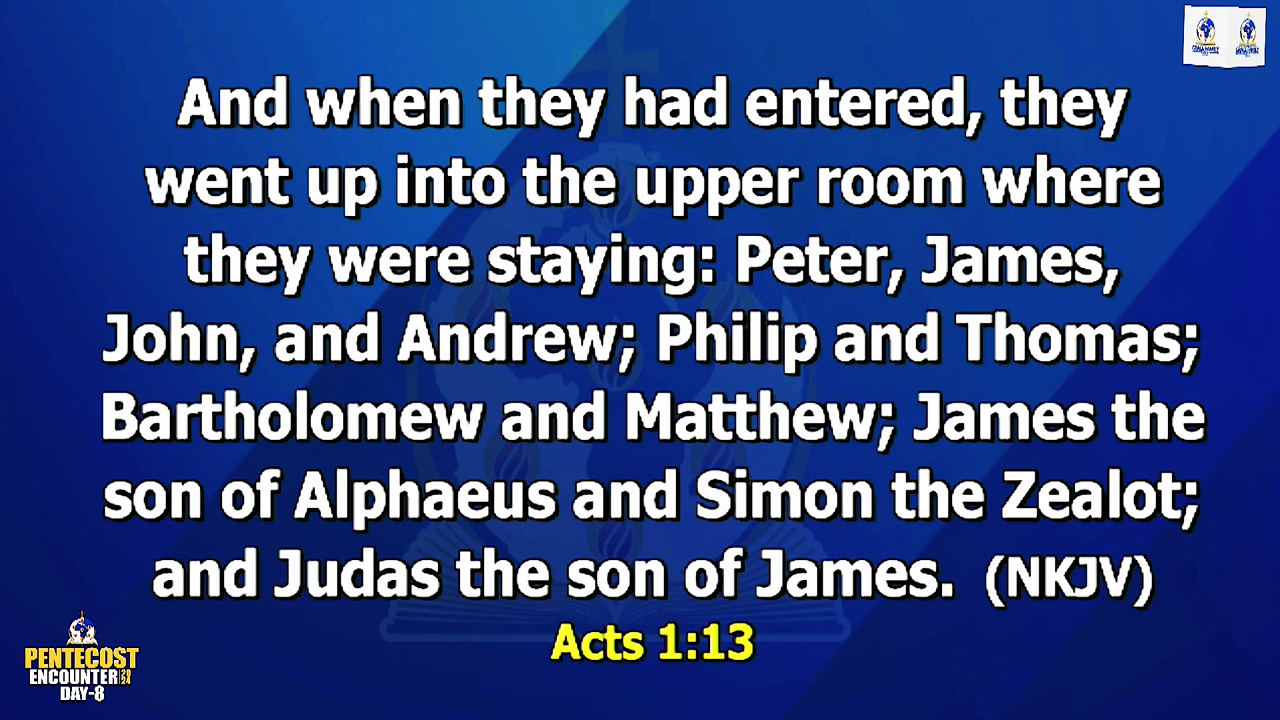 And when they had entered, they
went up into the upper room where
they were staying: Peter, James,
John, and Andrew; Philip and Thomas;
Bartholomew and Matthew; James the
son of Alphaeus and Simon the Zealot;
and Judas the son of James. (NKJV)
Acts 1:13
PENTECOST
ENCOUNTER 2024
DAY-8